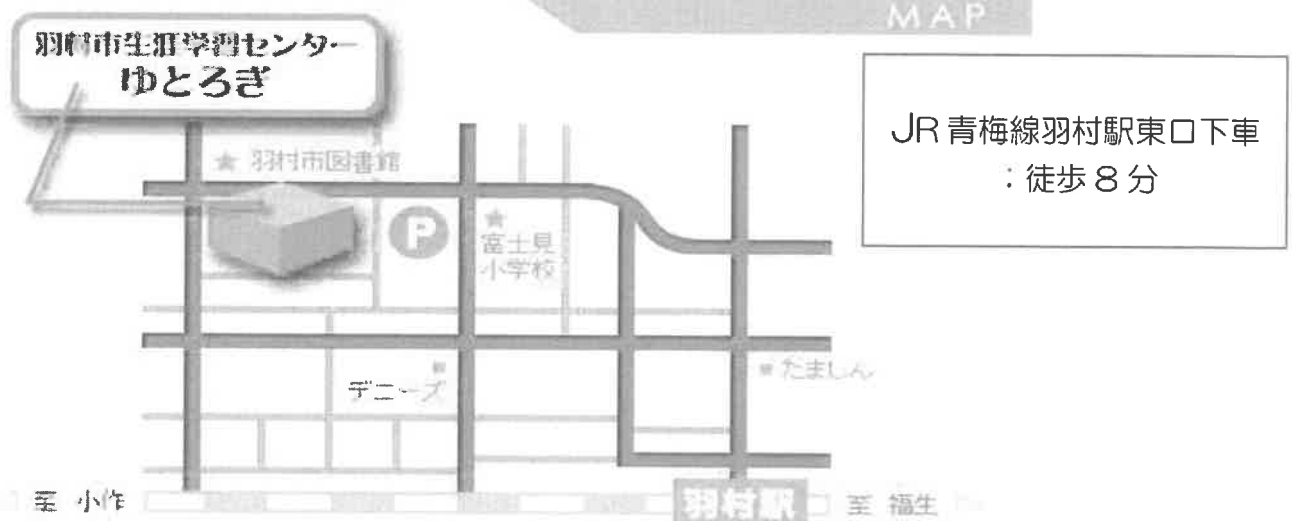 MAP
羽村市生涯学習センター
ゆとろぎ
JR青梅線羽村駅東口下車
：徒歩8分
★ 羽村市図書館
P
★
富士見
小学校
デニーズ
たましん
至 小作
羽村駅
至 福生